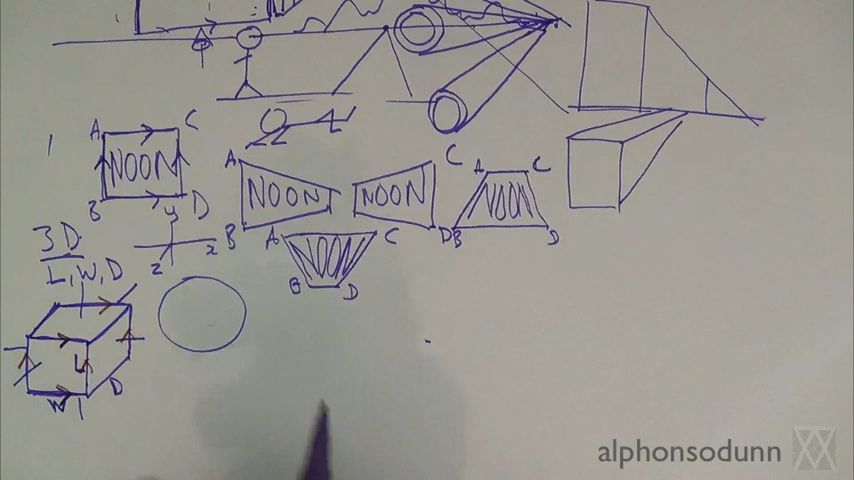 1
A C
NOON
B D
A
NOON
B
C
NOON
D
A C
NOON
B D
A C
NOON
B D
y
z
3D
L, W, D
L
W
D
alphonsodunn